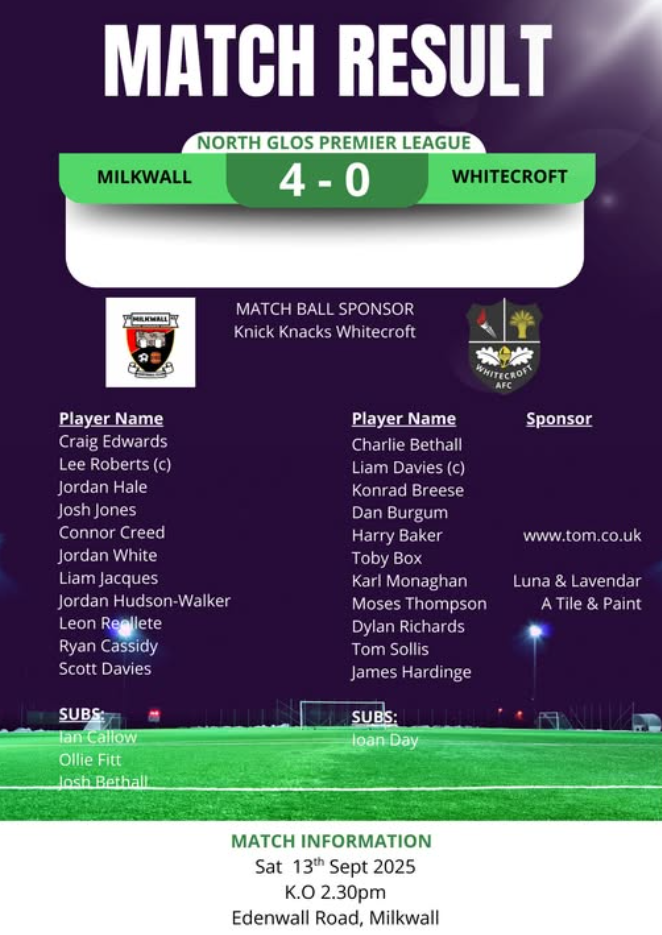 MATCH RESULT
NORTH GLOS PREMIER LEAGUE
MILKWALL 4 - 0 WHITECROFT
MATCH BALL SPONSOR
Knick Knacks Whitecroft
MILKWALL
WHITECROFT
AFC
Player Name
Craig Edwards
Lee Roberts (c)
Jordan Hale
Josh Jones
Connor Creed
Jordan White
Liam Jacques
Jordan Hudson-Walker
Leon Reollete
Ryan Cassidy
Scott Davies
SUBS:
Ian Callow
Ollie Fitt
Josh Bethall
Player Name Sponsor
Charlie Bethall
Liam Davies (c)
Konrad Breese
Dan Burgum
Harry Baker www.tom.co.uk
Toby Box
Karl Monaghan Luna & Lavendar
Moses Thompson A Tile & Paint
Dylan Richards
Tom Sollis
James Hardinge
SUBS:
Ioan Day
MATCH INFORMATION
Sat 13th Sept 2025
K.O 2.30pm
Edenwall Road, Milkwall